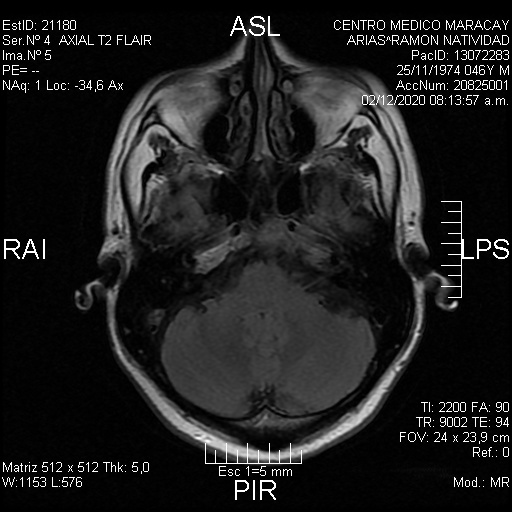 EstID: 21180
Ser.Nº 4 AXIAL T2 FLAIR
Ima.Nº 5
PE= --
NAq: 1 Loc: -34,6 Ax
ASL
CENTRO MEDICO MARACAY
ARIAS^RAMON NATIVIDAD
PacID: 13072283
25/11/1974 046Y M
AccNum: 20825001
02/12/2020 08:13:57 a.m.
RAI
LPS
TI: 2200 FA: 90
TR: 9002 TE: 94
FOV: 24 x 23,9 cm
Ref.: 0
Matriz 512 x 512 Thk: 5,0
W:1153 L:576
Esc 1=5 mm
PIR
Mod.: MR